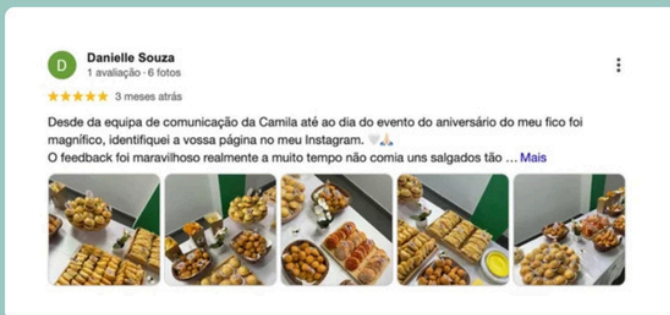 D
Danielle Souza
1 avaliação · 6 fotos
3 meses atrás
Desde da equipa de comunicação da Camila até ao dia do evento do aniversário do meu fico foi
magnífico, identifiquei a vossa página no meu Instagram. 🤍🙏🏻
O feedback foi maravilhoso realmente a muito tempo não comia uns salgados tão ... Mais